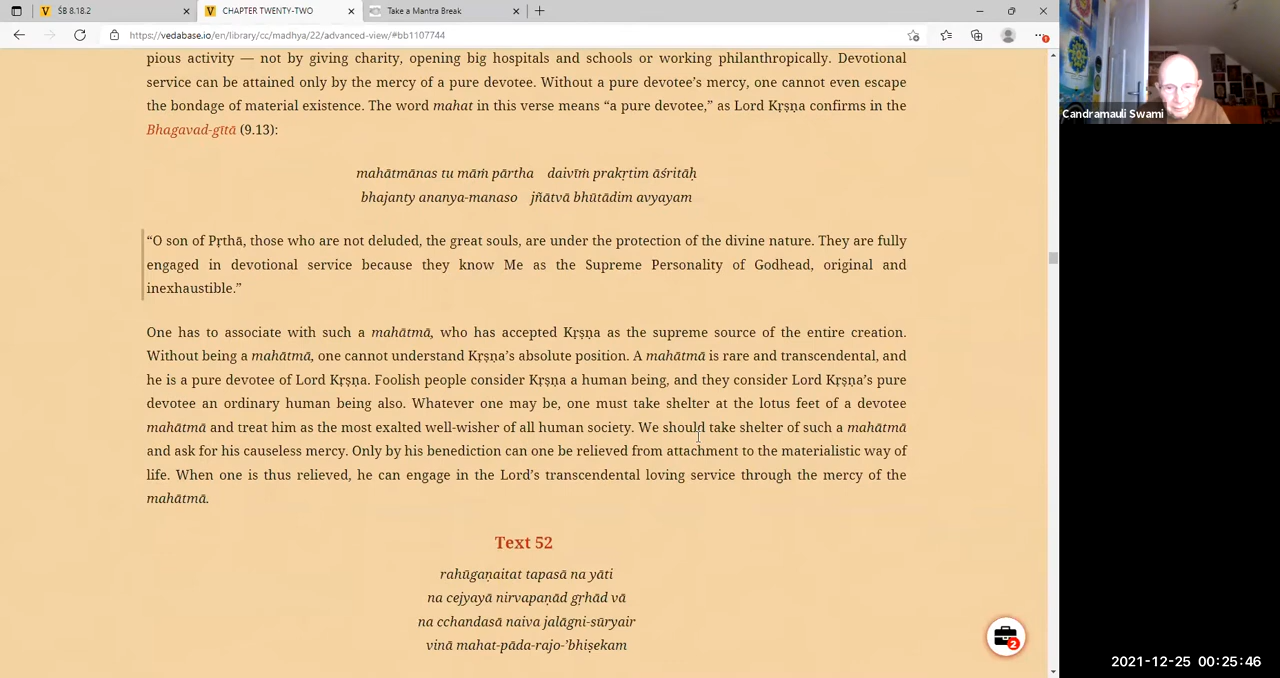 ŚB 8.18.2
CHAPTER TWENTY-TWO
Take a Mantra Break
https://vedabase.io/en/library/cc/madhya/22/advanced-view/#bb1107744
pious activity — not by giving charity, opening big hospitals and schools or working philanthropically. Devotional
service can be attained only by the mercy of a pure devotee. Without a pure devotee’s mercy, one cannot even escape
the bondage of material existence. The word mahat in this verse means “a pure devotee,” as Lord Kṛṣṇa confirms in the
Bhagavad-gītā (9.13):
mahātmānas tu māṁ pārtha daivīṁ prakṛtim āśritāḥ
bhajanty ananya-manaso jñātvā bhūtādim avyayam
“O son of Pṛthā, those who are not deluded, the great souls, are under the protection of the divine nature. They are fully
engaged in devotional service because they know Me as the Supreme Personality of Godhead, original and
inexhaustible.”
One has to associate with such a mahātmā, who has accepted Kṛṣṇa as the supreme source of the entire creation.
Without being a mahātmā, one cannot understand Kṛṣṇa’s absolute position. A mahātmā is rare and transcendental, and
he is a pure devotee of Lord Kṛṣṇa. Foolish people consider Kṛṣṇa a human being, and they consider Lord Kṛṣṇa’s pure
devotee an ordinary human being also. Whatever one may be, one must take shelter at the lotus feet of a devotee
mahātmā and treat him as the most exalted well-wisher of all human society. We should take shelter of such a mahātmā
and ask for his causeless mercy. Only by his benediction can one be relieved from attachment to the materialistic way of
life. When one is thus relieved, he can engage in the Lord’s transcendental loving service through the mercy of the
mahātmā.
Text 52
rahūgaṇaitat tapasā na yāti
na cejyayā nirvapaṇād gṛhād vā
na cchandasā naiva jalāgni-sūryair
vinā mahat-pāda-rajo-’bhiṣekam
2
Candramauli Swami
2021-12-25 00:25:46